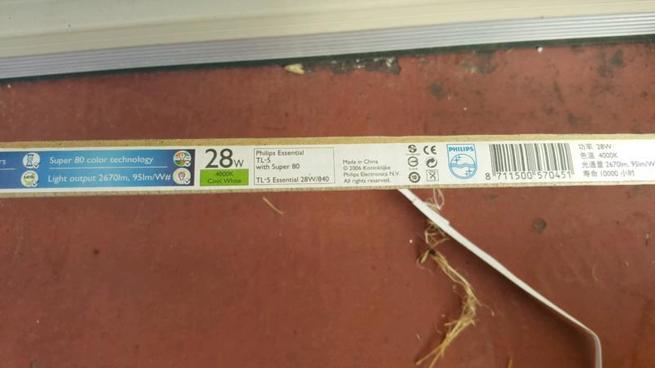 rs
Super 80 color technology
Light output 2670lm, 95lm/W#
28W
4000K
Cool White
Philips Essential
TL-5
with Super 80
TL-5 Essential 28W/840
Made in China
© 2006 Koninklijke
Philips Electronics N.V.
All rights reserved.
CE
PHILIPS
8 711500 570451
功率 28W
色温 4000K
光通量 2670lm, 95lm/W
寿命 10000 小时